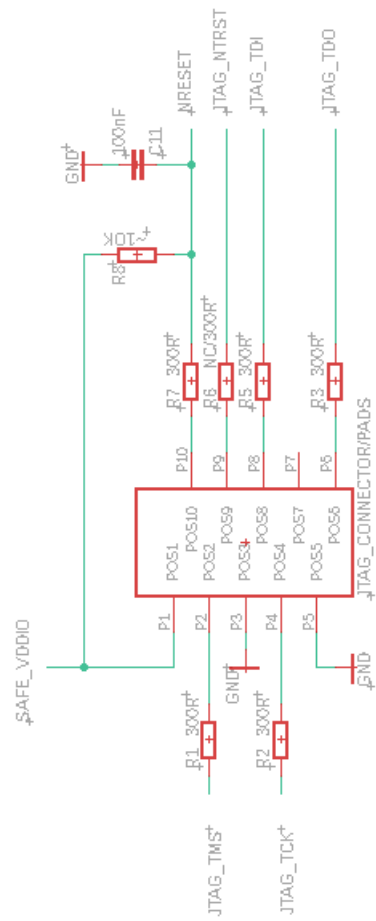 GND
100nF
C11
NRESET
JTAG_NTRST
JTAG_TDI
JTAG_TDO
R8
~10K
R7
300R
R6
NC/300R
R5
300R
R3
300R
P10
P9
P8
P7
P6
POS10
POS9
POS8
POS7
POS6
POS1
POS2
POS3
POS4
POS5
JTAG_CONNECTOR/PADS
P1
P2
P3
P4
P5
SAFE_VDDIO
GND
GND
R1
300R
R2
300R
JTAG_TMS
JTAG_TCK